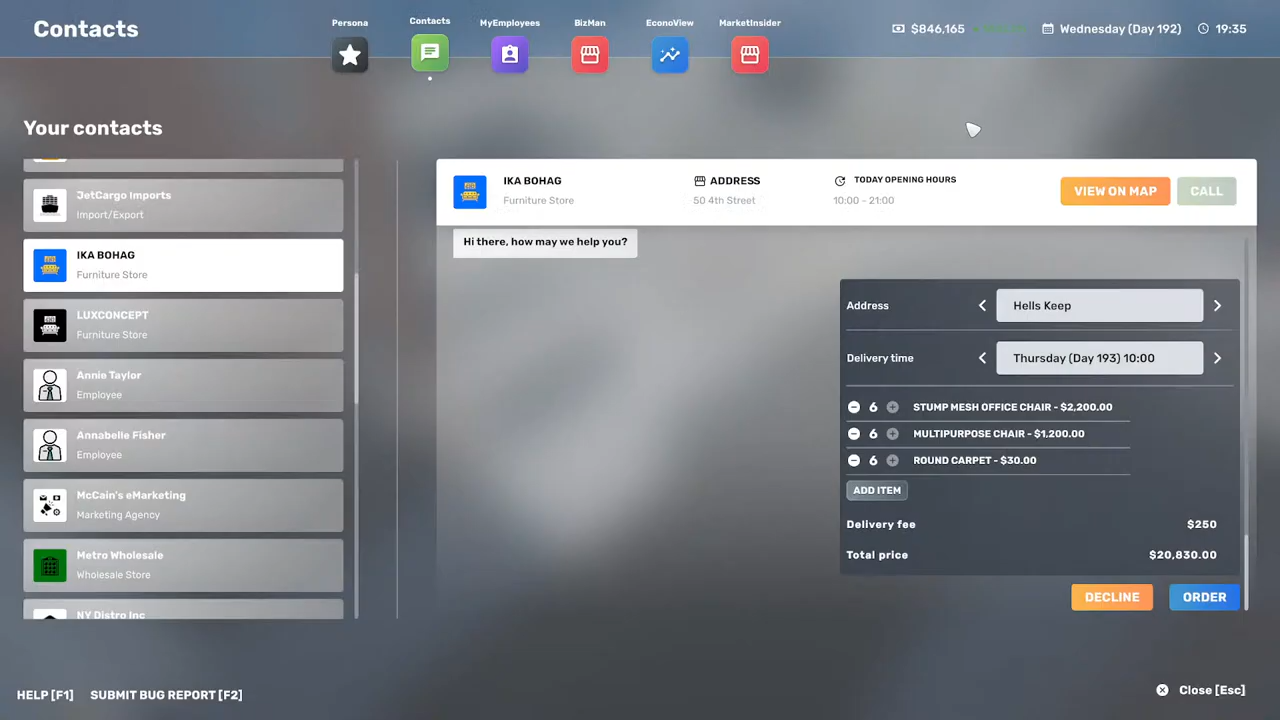 Contacts
Persona
Contacts
MyEmployees
BizMan
EconoView
MarketInsider
$846,165
Wednesday (Day 192)
19:35
Your contacts
JetCargo Imports
Import/Export
IKA BOHAG
Furniture Store
LUXCONCEPT
Furniture Store
Annie Taylor
Employee
Annabelle Fisher
Employee
McCain's eMarketing
Marketing Agency
Metro Wholesale
Wholesale Store
NY Distro Inc
IKA BOHAG
Furniture Store
ADDRESS
50 4th Street
TODAY OPENING HOURS
10:00 - 21:00
VIEW ON MAP
CALL
Hi there, how may we help you?
Address
Hells Keep
Delivery time
Thursday (Day 193) 10:00
6 STUMP MESH OFFICE CHAIR - $2,200.00
6 MULTIPURPOSE CHAIR - $1,200.00
6 ROUND CARPET - $30.00
ADD ITEM
Delivery fee $250
Total price $20,830.00
DECLINE
ORDER
HELP [F1]
SUBMIT BUG REPORT [F2]
Close [Esc]